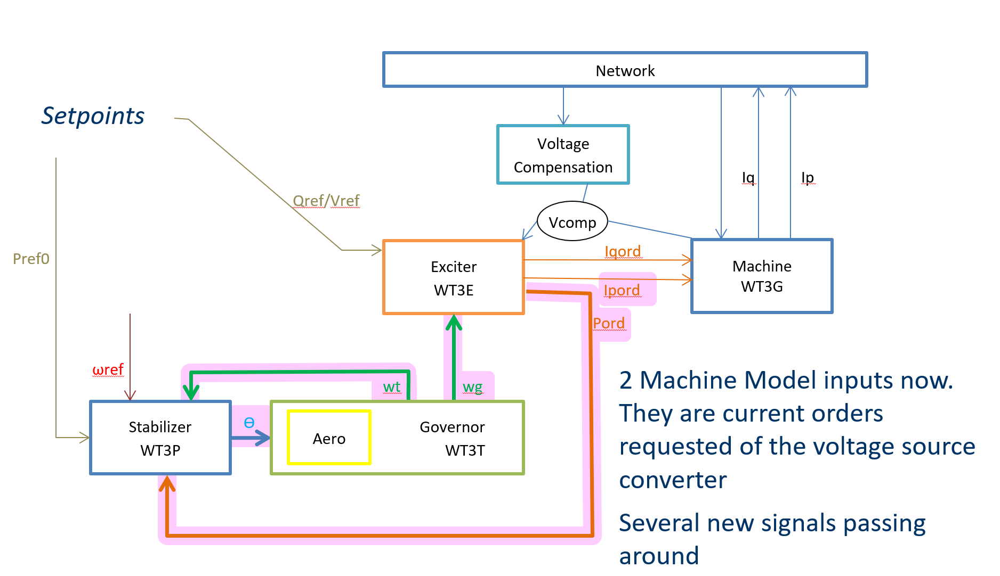 Network
Setpoints
Voltage
Compensation
Iq
Ip
Qref/Vref
Vcomp
Pref0
Iqord
Exciter
WT3E
Machine
WT3G
Ipord
Pord
ωref
wt
wg
Stabilizer
WT3P
Θ
Aero
Governor
WT3T
2 Machine Model inputs now.
They are current orders
requested of the voltage source
converter
Several new signals passing
around